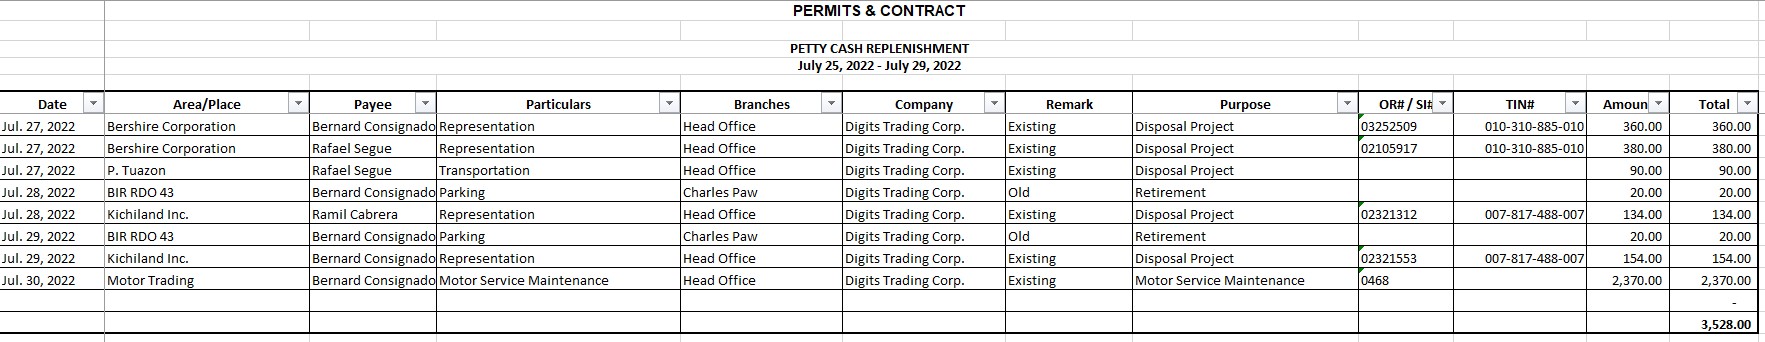 PERMITS & CONTRACT
PETTY CASH REPLENISHMENT
July 25, 2022 - July 29, 2022
Date Area/Place Payee Particulars Branches Company Remark Purpose OR# / SI# TIN# Amoun Total
Jul. 27, 2022 Bershire Corporation Bernard Consignado Representation Head Office Digits Trading Corp. Existing Disposal Project 03252509 010-310-885-010 360.00 360.00
Jul. 27, 2022 Bershire Corporation Rafael Segue Representation Head Office Digits Trading Corp. Existing Disposal Project 02105917 010-310-885-010 380.00 380.00
Jul. 27, 2022 P. Tuazon Rafael Segue Transportation Head Office Digits Trading Corp. Existing Disposal Project 90.00 90.00
Jul. 28, 2022 BIR RDO 43 Bernard Consignado Parking Charles Paw Digits Trading Corp. Old Retirement 20.00 20.00
Jul. 28, 2022 Kichiland Inc. Ramil Cabrera Representation Head Office Digits Trading Corp. Existing Disposal Project 02321312 007-817-488-007 134.00 134.00
Jul. 29, 2022 BIR RDO 43 Bernard Consignado Parking Charles Paw Digits Trading Corp. Old Retirement 20.00 20.00
Jul. 29, 2022 Kichiland Inc. Bernard Consignado Representation Head Office Digits Trading Corp. Existing Disposal Project 02321553 007-817-488-007 154.00 154.00
Jul. 30, 2022 Motor Trading Bernard Consignado Motor Service Maintenance Head Office Digits Trading Corp. Existing Motor Service Maintenance 0468 2,370.00 2,370.00
-
3,528.00